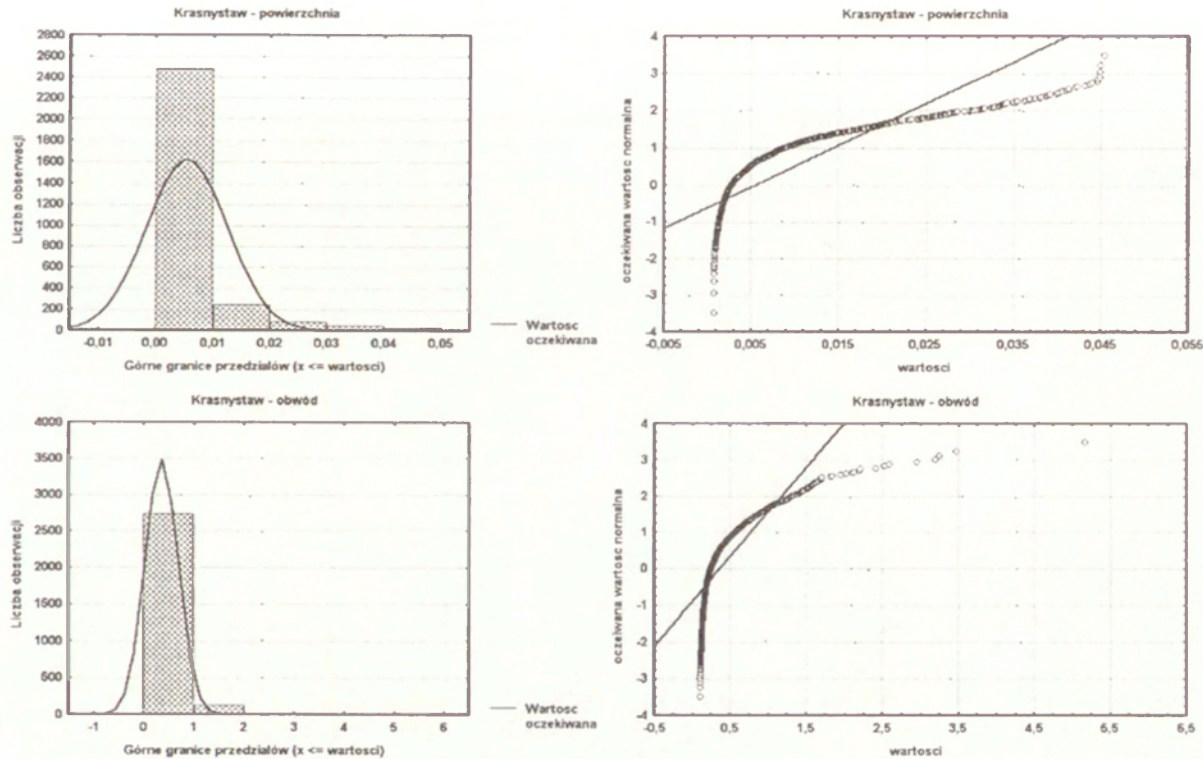 Krasnystaw - powierzchnia
Liczba obserwacji
2800
2600
2400
2200
2000
1800
1600
1400
1200
1000
800
600
400
200
0
-0,01 0,00 0,01 0,02 0,03 0,04 0,05
Górne granice przedziałów (x <= wartosci)
Wartosc
oczekiwana
Krasnystaw - powierzchnia
oczekiwana wartosc normalna
4
3
2
1
0
-1
-2
-3
-4
-0,005 0,005 0,015 0,025 0,035 0,045 0,055
wartosci
Krasnystaw - obwód
Liczba obserwacji
4000
3500
3000
2500
2000
1500
1000
500
0
-1 0 1 2 3 4 5 6
Górne granice przedziałów (x <= wartosci)
Wartosc
oczekiwana
Krasnystaw - obwód
oczelwana wartosc normalna
4
3
2
1
0
-1
-2
-3
-4
-0,5 0,5 1,5 2,5 3,5 4,5 5,5 6,5
wartosci